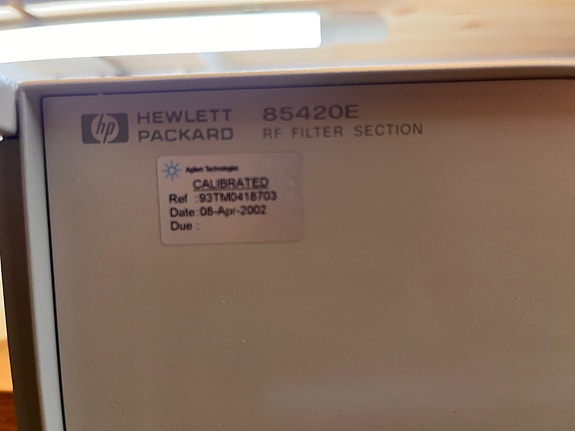 hp HEWLETT PACKARD
85420E
RF FILTER SECTION
Agilent Technologies
CALIBRATED
Ref :93TM0418703
Date:08-Apr-2002
Due :